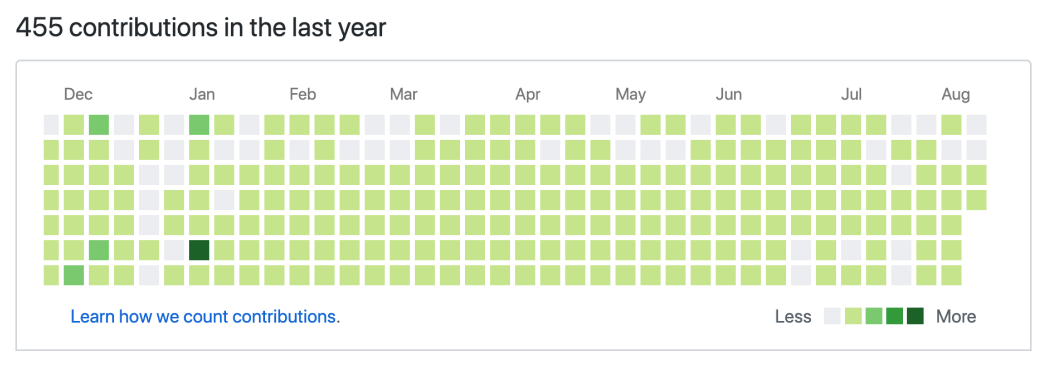 455 contributions in the last year
Dec Jan Feb Mar Apr May Jun Jul Aug
Learn how we count contributions.
Less More